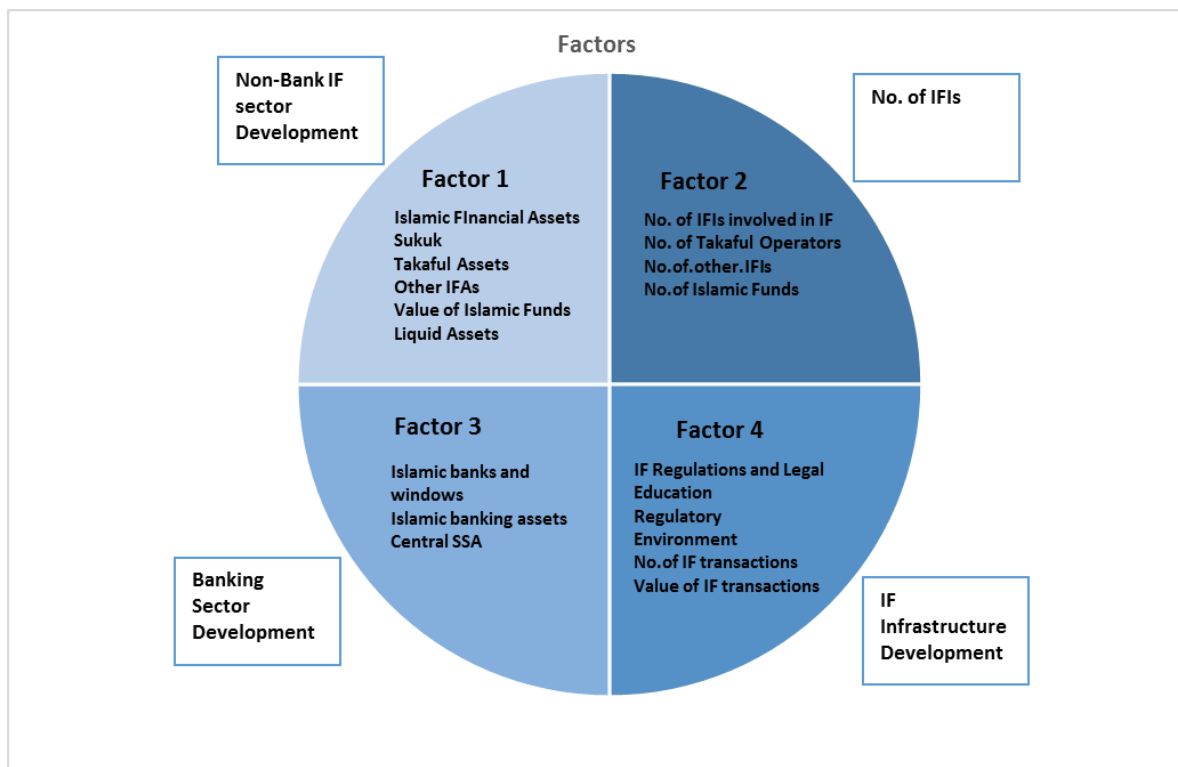 Factors
Non-Bank IF
sector
Development
No. of IFIs
Factor 1
Islamic FInancial Assets
Sukuk
Takaful Assets
Other IFAs
Value of Islamic Funds
Liquid Assets
Factor 2
No. of IFIs involved in IF
No. of Takaful Operators
No.of.other.IFIs
No.of Islamic Funds
Factor 3
Islamic banks and
windows
Islamic banking assets
Central SSA
Factor 4
IF Regulations and Legal
Education
Regulatory
Environment
No.of IF transactions
Value of IF transactions
Banking
Sector
Development
IF
Infrastructure
Development